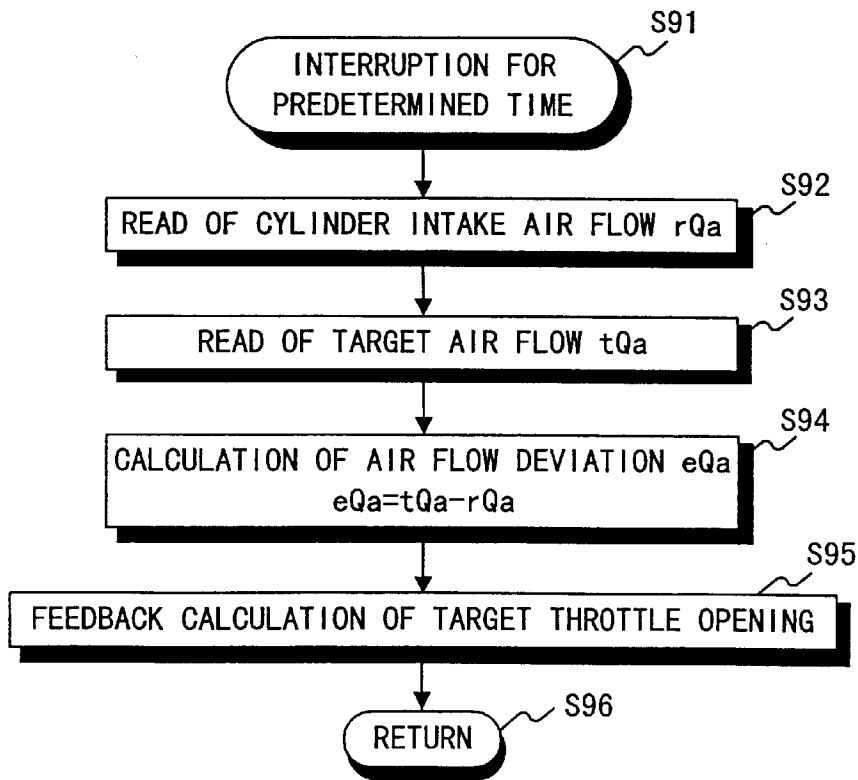 S91
INTERRUPTION FOR
PREDETERMINED TIME
S92
READ OF CYLINDER INTAKE AIR FLOW rQa
S93
READ OF TARGET AIR FLOW tQa
S94
CALCULATION OF AIR FLOW DEVIATION eQa
eQa=tQa-rQa
S95
FEEDBACK CALCULATION OF TARGET THROTTLE OPENING
S96
RETURN